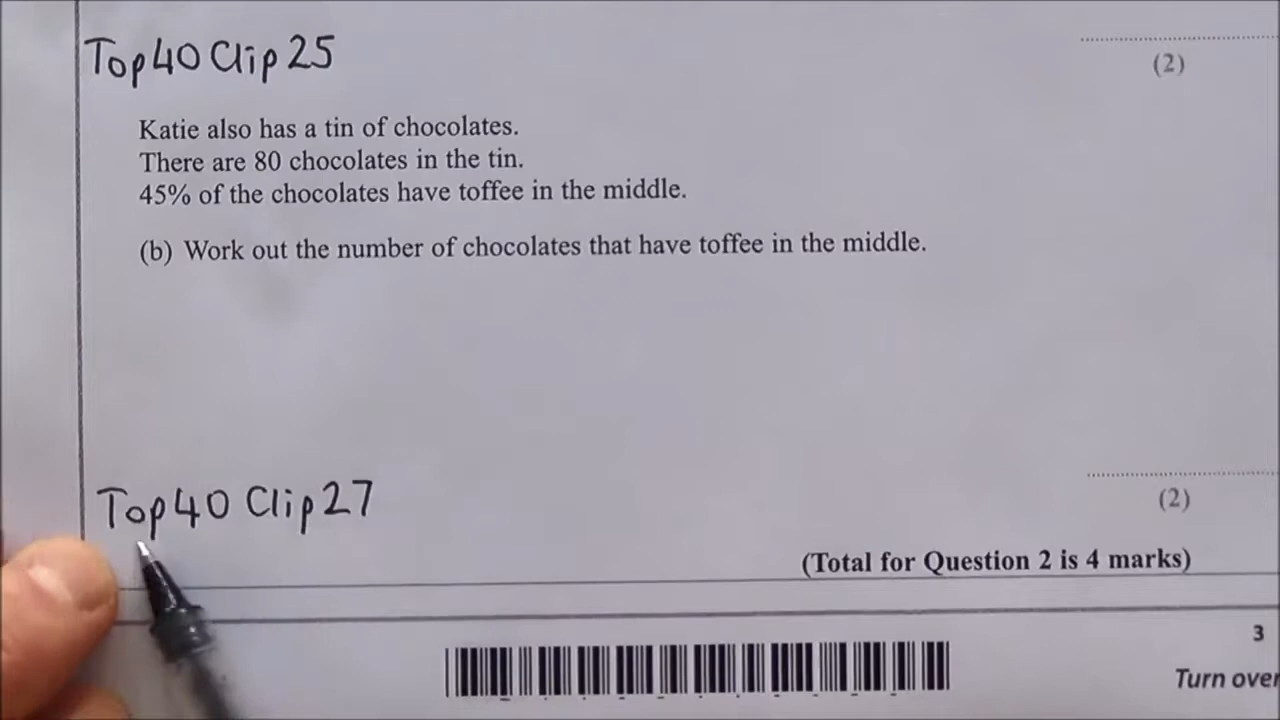 Top40 Clip 25
(2)
Katie also has a tin of chocolates.
There are 80 chocolates in the tin.
45% of the chocolates have toffee in the middle.
(b) Work out the number of chocolates that have toffee in the middle.
Top40 Clip 27
(2)
(Total for Question 2 is 4 marks)
3
Turn over